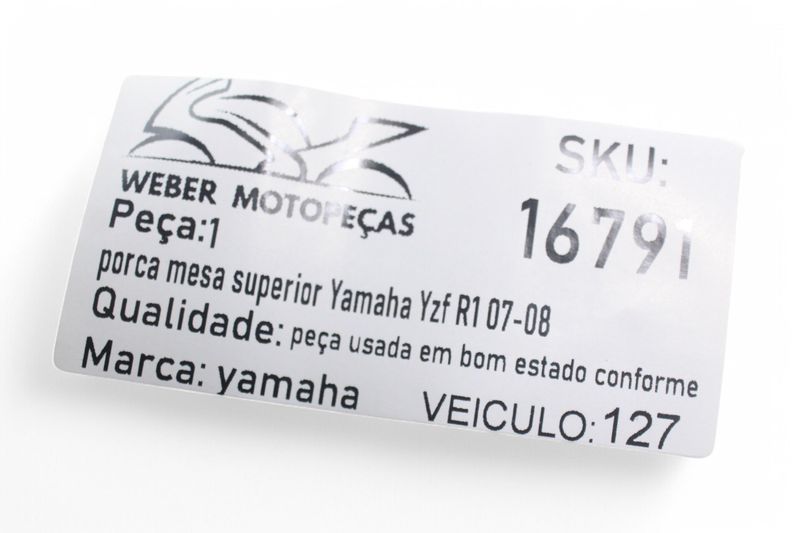 WEBER MOTOPEÇAS
SKU:
16791
Peça:1
porca mesa superior Yamaha Yzf R1 07-08
Qualidade: peça usada em bom estado conforme
Marca: yamaha
VEICULO: 127